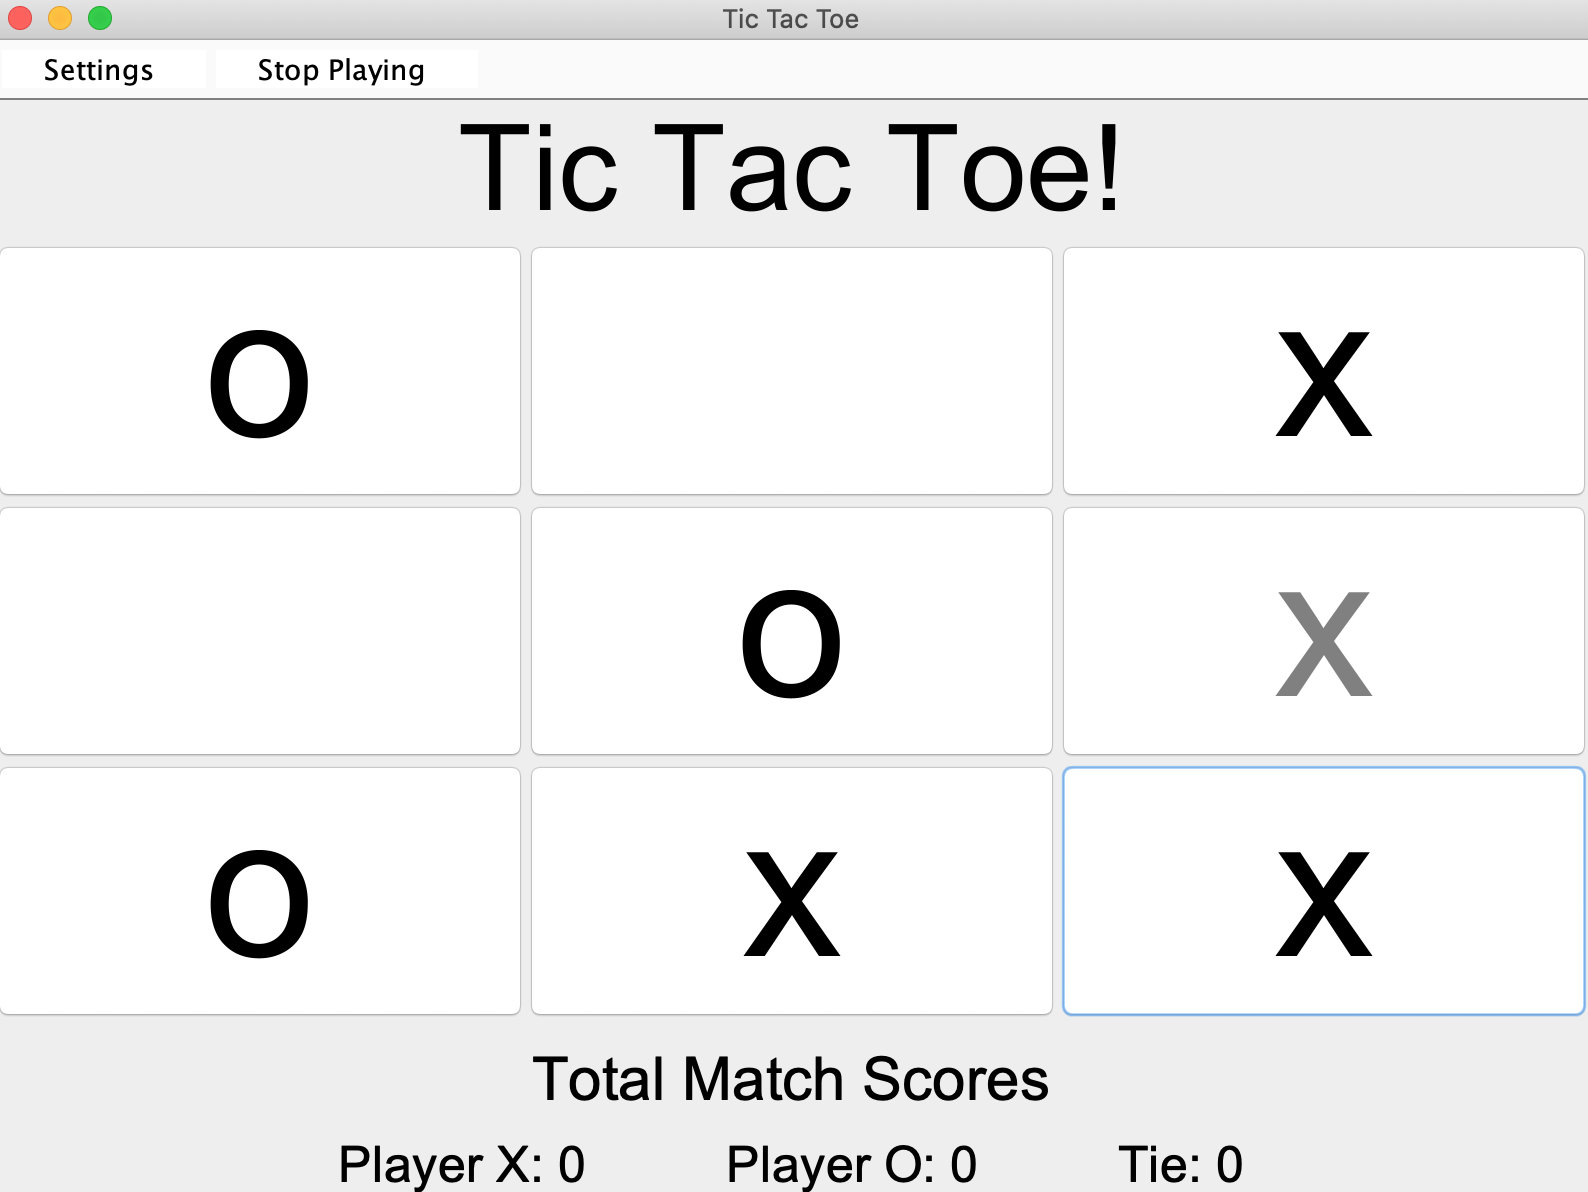 Tic Tac Toe
Settings Stop Playing
Tic Tac Toe!
O X
O X
O X X
Total Match Scores
Player X: 0 Player O: 0 Tie: 0